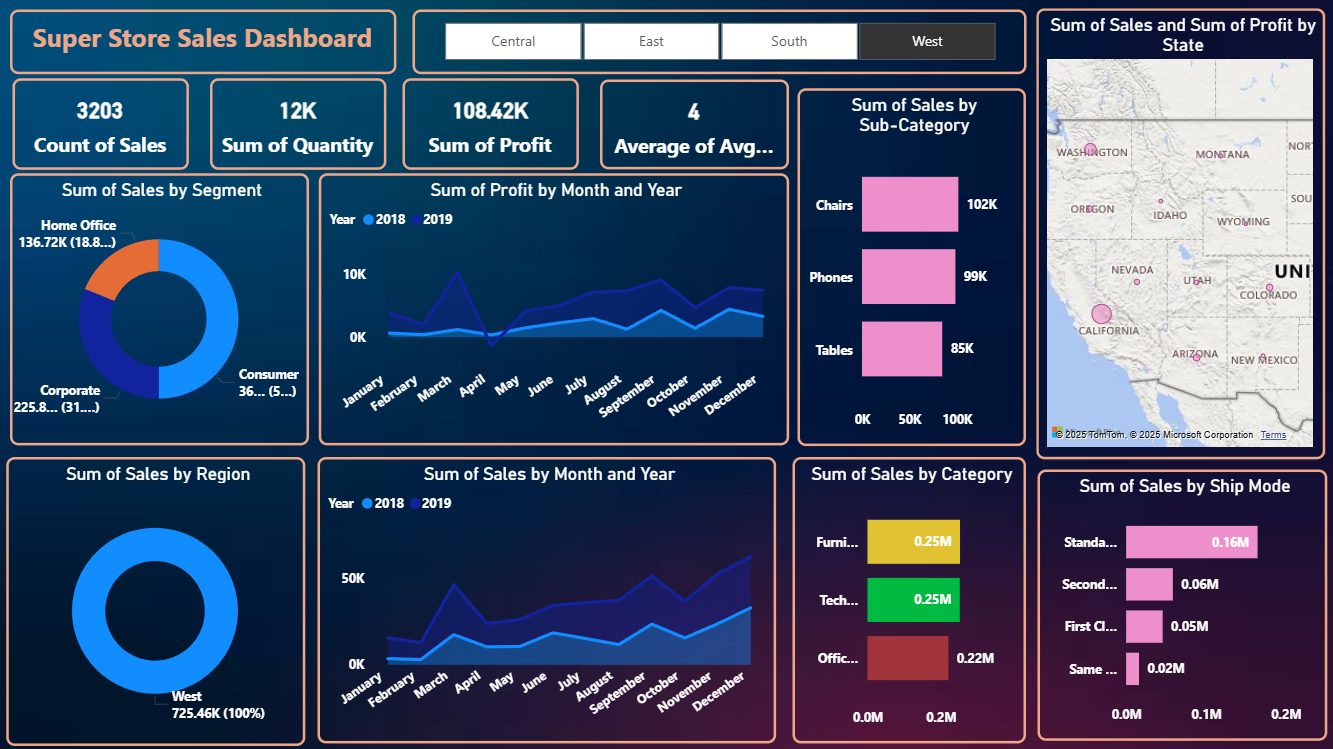 Super Store Sales Dashboard
Central
East
South
West
3203
Count of Sales
12K
Sum of Quantity
108.42K
Sum of Profit
4
Average of Avg...
Sum of Sales by Segment
Home Office
136.72K (18.8...)
Corporate
225.8... (31....)
Consumer
36... (5...)
Sum of Profit by Month and Year
Year 2018 2019
10K
0K
January
February
March
April
May
June
July
August
September
October
November
December
Sum of Sales by
Sub-Category
Chairs
102K
Phones
99K
Tables
85K
0K 50K 100K
Sum of Sales and Sum of Profit by
State
WASHINGTON
MONTANA
NOR
OREGON
IDAHO
SOU
WYOMING
NEVADA
UTAH
UNI
COLORADO
CALIFORNIA
ARIZONA
NEW MEXICO
© 2025 TomTom, © 2025 Microsoft Corporation Terms
Sum of Sales by Region
West
725.46K (100%)
Sum of Sales by Month and Year
Year 2018 2019
50K
0K
January
February
March
April
May
June
July
August
September
October
November
December
Sum of Sales by Category
Furni...
0.25M
Tech...
0.25M
Offic...
0.22M
0.0M 0.2M
Sum of Sales by Ship Mode
Standa...
0.16M
Second...
0.06M
First Cl...
0.05M
Same ...
0.02M
0.0M 0.1M 0.2M